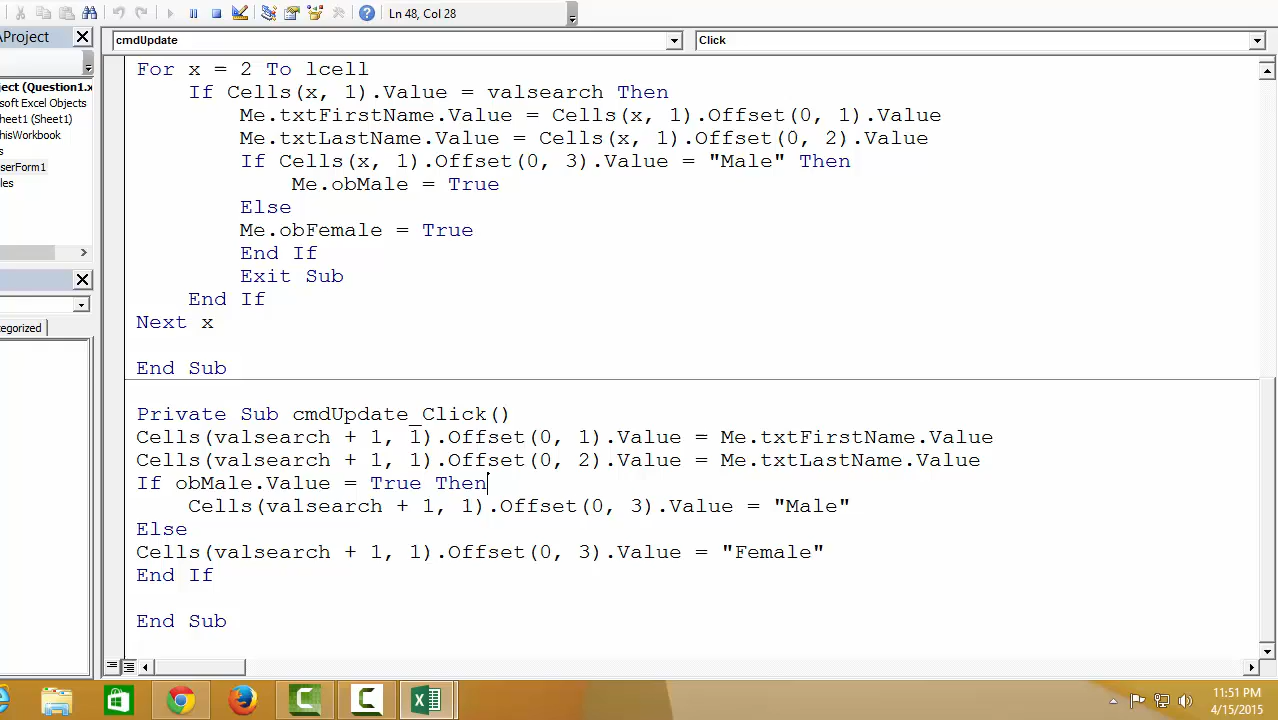 Ln 48, Col 28
AProject
cmdUpdate
Click
ject (Question1.x
soft Excel Objects
heet1 (Sheet1)
hisWorkbook
s
serForm1
les
egorized
For x = 2 To lcell
If Cells(x, 1).Value = valsearch Then
Me.txtFirstName.Value = Cells(x, 1).Offset(0, 1).Value
Me.txtLastName.Value = Cells(x, 1).Offset(0, 2).Value
If Cells(x, 1).Offset(0, 3).Value = "Male" Then
Me.obMale = True
Else
Me.obFemale = True
End If
Exit Sub
End If
Next x
End Sub
Private Sub cmdUpdate_Click()
Cells(valsearch + 1, 1).Offset(0, 1).Value = Me.txtFirstName.Value
Cells(valsearch + 1, 1).Offset(0, 2).Value = Me.txtLastName.Value
If obMale.Value = True Then
Cells(valsearch + 1, 1).Offset(0, 3).Value = "Male"
Else
Cells(valsearch + 1, 1).Offset(0, 3).Value = "Female"
End If
End Sub
11:51 PM
4/15/2015